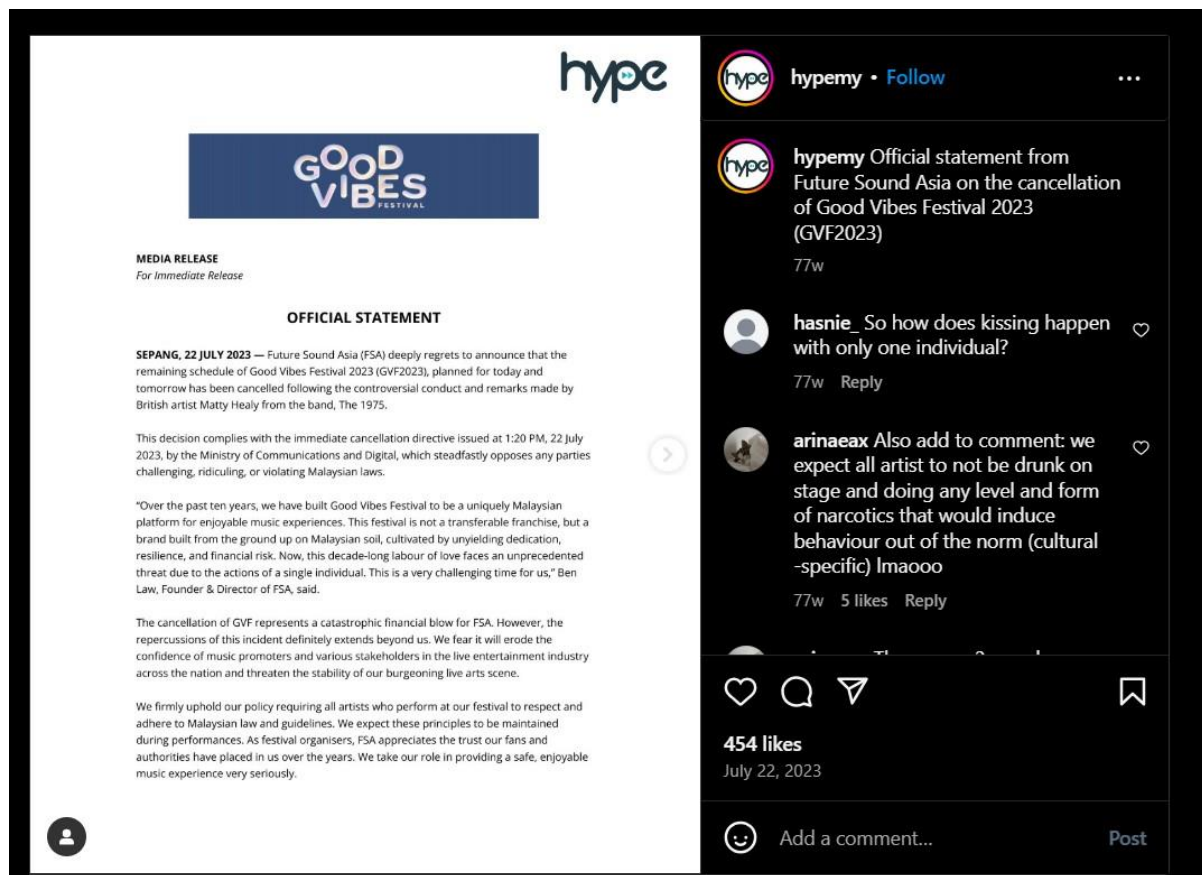 hype
GOOD
VIBES
FESTIVAL
MEDIA RELEASE
For Immediate Release
OFFICIAL STATEMENT
SEPANG, 22 JULY 2023 — Future Sound Asia (FSA) deeply regrets to announce that the
remaining schedule of Good Vibes Festival 2023 (GVF2023), planned for today and
tomorrow has been cancelled following the controversial conduct and remarks made by
British artist Matty Healy from the band, The 1975.
This decision complies with the immediate cancellation directive issued at 1:20 PM, 22 July
2023, by the Ministry of Communications and Digital, which steadfastly opposes any parties
challenging, ridiculing, or violating Malaysian laws.
“Over the past ten years, we have built Good Vibes Festival to be a uniquely Malaysian
platform for enjoyable music experiences. This festival is not a transferable franchise, but a
brand built from the ground up on Malaysian soil, cultivated by unyielding dedication,
resilience, and financial risk. Now, this decade-long labour of love faces an unprecedented
threat due to the actions of a single individual. This is a very challenging time for us,” Ben
Law, Founder & Director of FSA, said.
The cancellation of GVF represents a catastrophic financial blow for FSA. However, the
repercussions of this incident definitely extends beyond us. We fear it will erode the
confidence of music promoters and various stakeholders in the live entertainment industry
across the nation and threaten the stability of our burgeoning live arts scene.
We firmly uphold our policy requiring all artists who perform at our festival to respect and
adhere to Malaysian law and guidelines. We expect these principles to be maintained
during performances. As festival organisers, FSA appreciates the trust our fans and
authorities have placed in us over the years. We take our role in providing a safe, enjoyable
music experience very seriously.
hype
hypemy • Follow
hype
hypemy Official statement from
Future Sound Asia on the cancellation
of Good Vibes Festival 2023
(GVF2023)
77w
hasnie_ So how does kissing happen
with only one individual?
77w Reply
arinaeax Also add to comment: we
expect all artist to not be drunk on
stage and doing any level and form
of narcotics that would induce
behaviour out of the norm (cultural
-specific) lmaooo
77w 5 likes Reply
454 likes
July 22, 2023
Add a comment...
Post